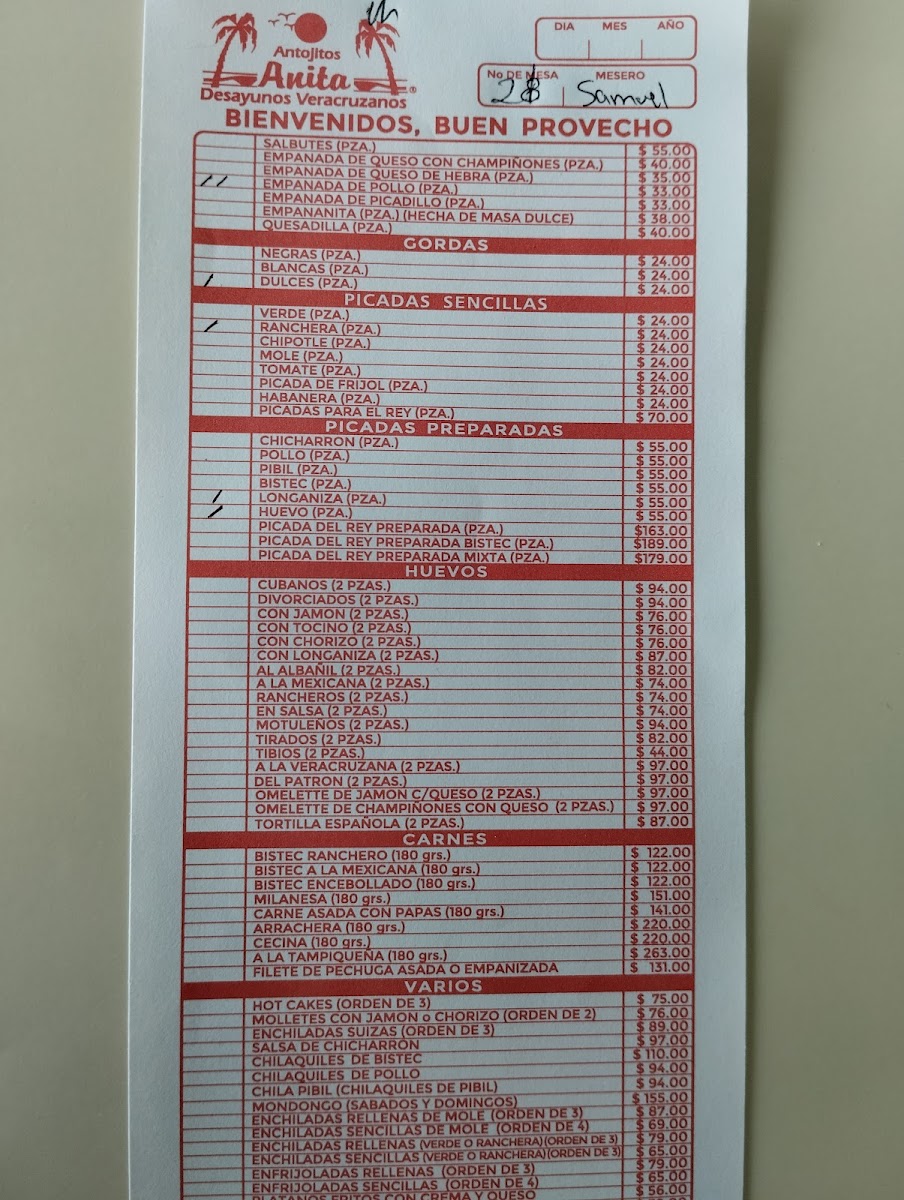 Antojitos
Anita ®
Desayunos Veracruzanos
DIA MES AÑO
No DE MESA MESERO
Samuel
BIENVENIDOS, BUEN PROVECHO
SALBUTES (PZA.) $ 55.00
EMPANADA DE QUESO CON CHAMPIÑONES (PZA.) $ 40.00
EMPANADA DE QUESO DE HEBRA (PZA.) $ 35.00
EMPANADA DE POLLO (PZA.) $ 33.00
EMPANADA DE PICADILLO (PZA.) $ 33.00
EMPANANITA (PZA.) (HECHA DE MASA DULCE) $ 38.00
QUESADILLA (PZA.) $ 40.00
GORDAS
NEGRAS (PZA.) $ 24.00
BLANCAS (PZA.) $ 24.00
DULCES (PZA.) $ 24.00
PICADAS SENCILLAS
VERDE (PZA.) $ 24.00
RANCHERA (PZA.) $ 24.00
CHIPOTLE (PZA.) $ 24.00
MOLE (PZA.) $ 24.00
TOMATE (PZA.) $ 24.00
PICADA DE FRIJOL (PZA.) $ 24.00
HABANERA (PZA.) $ 24.00
PICADAS PARA EL REY (PZA.) $ 70.00
PICADAS PREPARADAS
CHICHARRON (PZA.) $ 55.00
POLLO (PZA.) $ 55.00
PIBIL (PZA.) $ 55.00
BISTEC (PZA.) $ 55.00
LONGANIZA (PZA.) $ 55.00
HUEVO (PZA.) $ 55.00
PICADA DEL REY PREPARADA (PZA.) $163.00
PICADA DEL REY PREPARADA BISTEC (PZA.) $189.00
PICADA DEL REY PREPARADA MIXTA (PZA.) $179.00
HUEVOS
CUBANOS (2 PZAS.) $ 94.00
DIVORCIADOS (2 PZAS.) $ 94.00
CON JAMON (2 PZAS.) $ 76.00
CON TOCINO (2 PZAS.) $ 76.00
CON CHORIZO (2 PZAS.) $ 76.00
CON LONGANIZA (2 PZAS.) $ 87.00
AL ALBAÑIL (2 PZAS.) $ 82.00
A LA MEXICANA (2 PZAS.) $ 74.00
RANCHEROS (2 PZAS.) $ 74.00
EN SALSA (2 PZAS.) $ 74.00
MOTULEÑOS (2 PZAS.) $ 94.00
TIRADOS (2 PZAS.) $ 82.00
TIBIOS (2 PZAS.) $ 44.00
A LA VERACRUZANA (2 PZAS.) $ 97.00
DEL PATRON (2 PZAS.) $ 97.00
OMELETTE DE JAMON C/QUESO (2 PZAS.) $ 97.00
OMELETTE DE CHAMPIÑONES CON QUESO (2 PZAS.) $ 97.00
TORTILLA ESPAÑOLA (2 PZAS.) $ 87.00
CARNES
BISTEC RANCHERO (180 grs.) $ 122.00
BISTEC A LA MEXICANA (180 grs.) $ 122.00
BISTEC ENCEBOLLADO (180 grs.) $ 122.00
MILANESA (180 grs.) $ 151.00
CARNE ASADA CON PAPAS (180 grs.) $ 141.00
ARRACHERA (180 grs.) $ 220.00
CECINA (180 grs.) $ 220.00
A LA TAMPIQUEÑA (180 grs.) $ 263.00
FILETE DE PECHUGA ASADA O EMPANIZADA $ 131.00
VARIOS
HOT CAKES (ORDEN DE 3) $ 75.00
MOLLETES CON JAMON o CHORIZO (ORDEN DE 2) $ 76.00
ENCHILADAS SUIZAS (ORDEN DE 3) $ 89.00
SALSA DE CHICHARRON $ 97.00
CHILAQUILES DE BISTEC $ 110.00
CHILAQUILES DE POLLO $ 94.00
CHILA PIBIL (CHILAQUILES DE PIBIL) $ 94.00
MONDONGO (SABADOS Y DOMINGOS) $ 155.00
ENCHILADAS RELLENAS DE MOLE (ORDEN DE 3) $ 87.00
ENCHILADAS SENCILLAS DE MOLE (ORDEN DE 4) $ 69.00
ENCHILADAS RELLENAS (VERDE O RANCHERA)(ORDEN DE 3) $ 79.00
ENCHILADAS SENCILLAS (VERDE O RANCHERA)(ORDEN DE 3) $ 65.00
ENFRIJOLADAS RELLENAS (ORDEN DE 3) $ 79.00
ENFRIJOLADAS SENCILLAS (ORDEN DE 4) $ 65.00
PLATANOS FRITOS CON CREMA Y QUESO $ 56.00